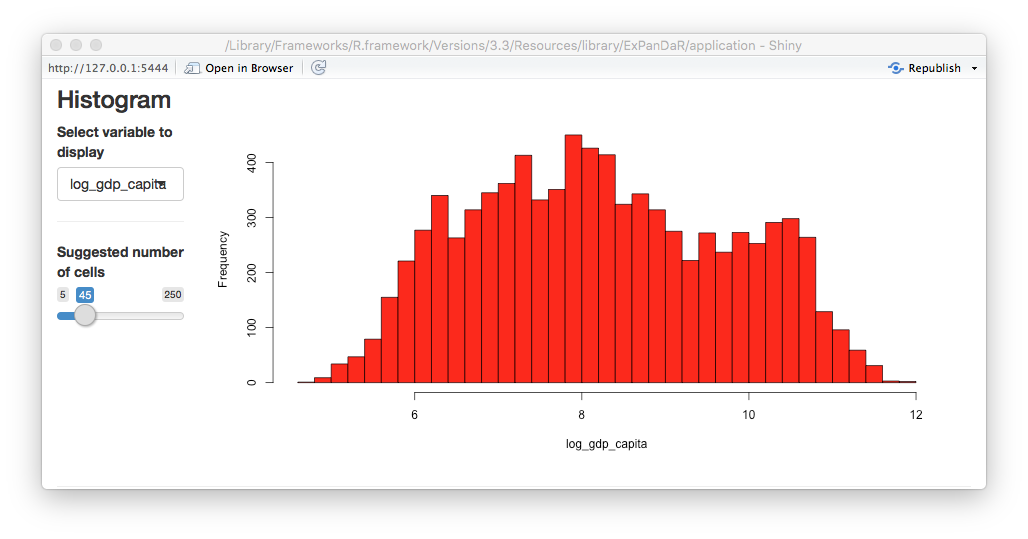 /Library/Frameworks/R.framework/Versions/3.3/Resources/library/ExPanDaR/application - Shiny
http://127.0.0.1:5444 Open in Browser Republish
Histogram
Select variable to
display
log_gdp_capita
Suggested number
of cells
5 45 250
Frequency
400
300
200
100
0
6 8 10 12
log_gdp_capita